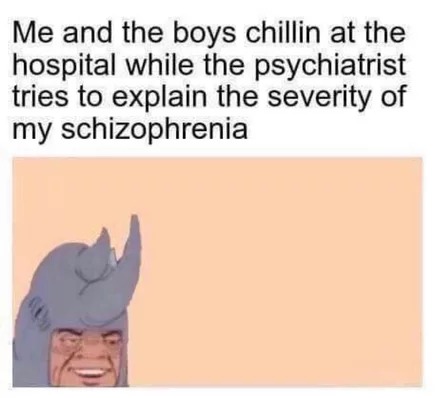 Me and the boys chillin at the
hospital while the psychiatrist
tries to explain the severity of
my schizophrenia